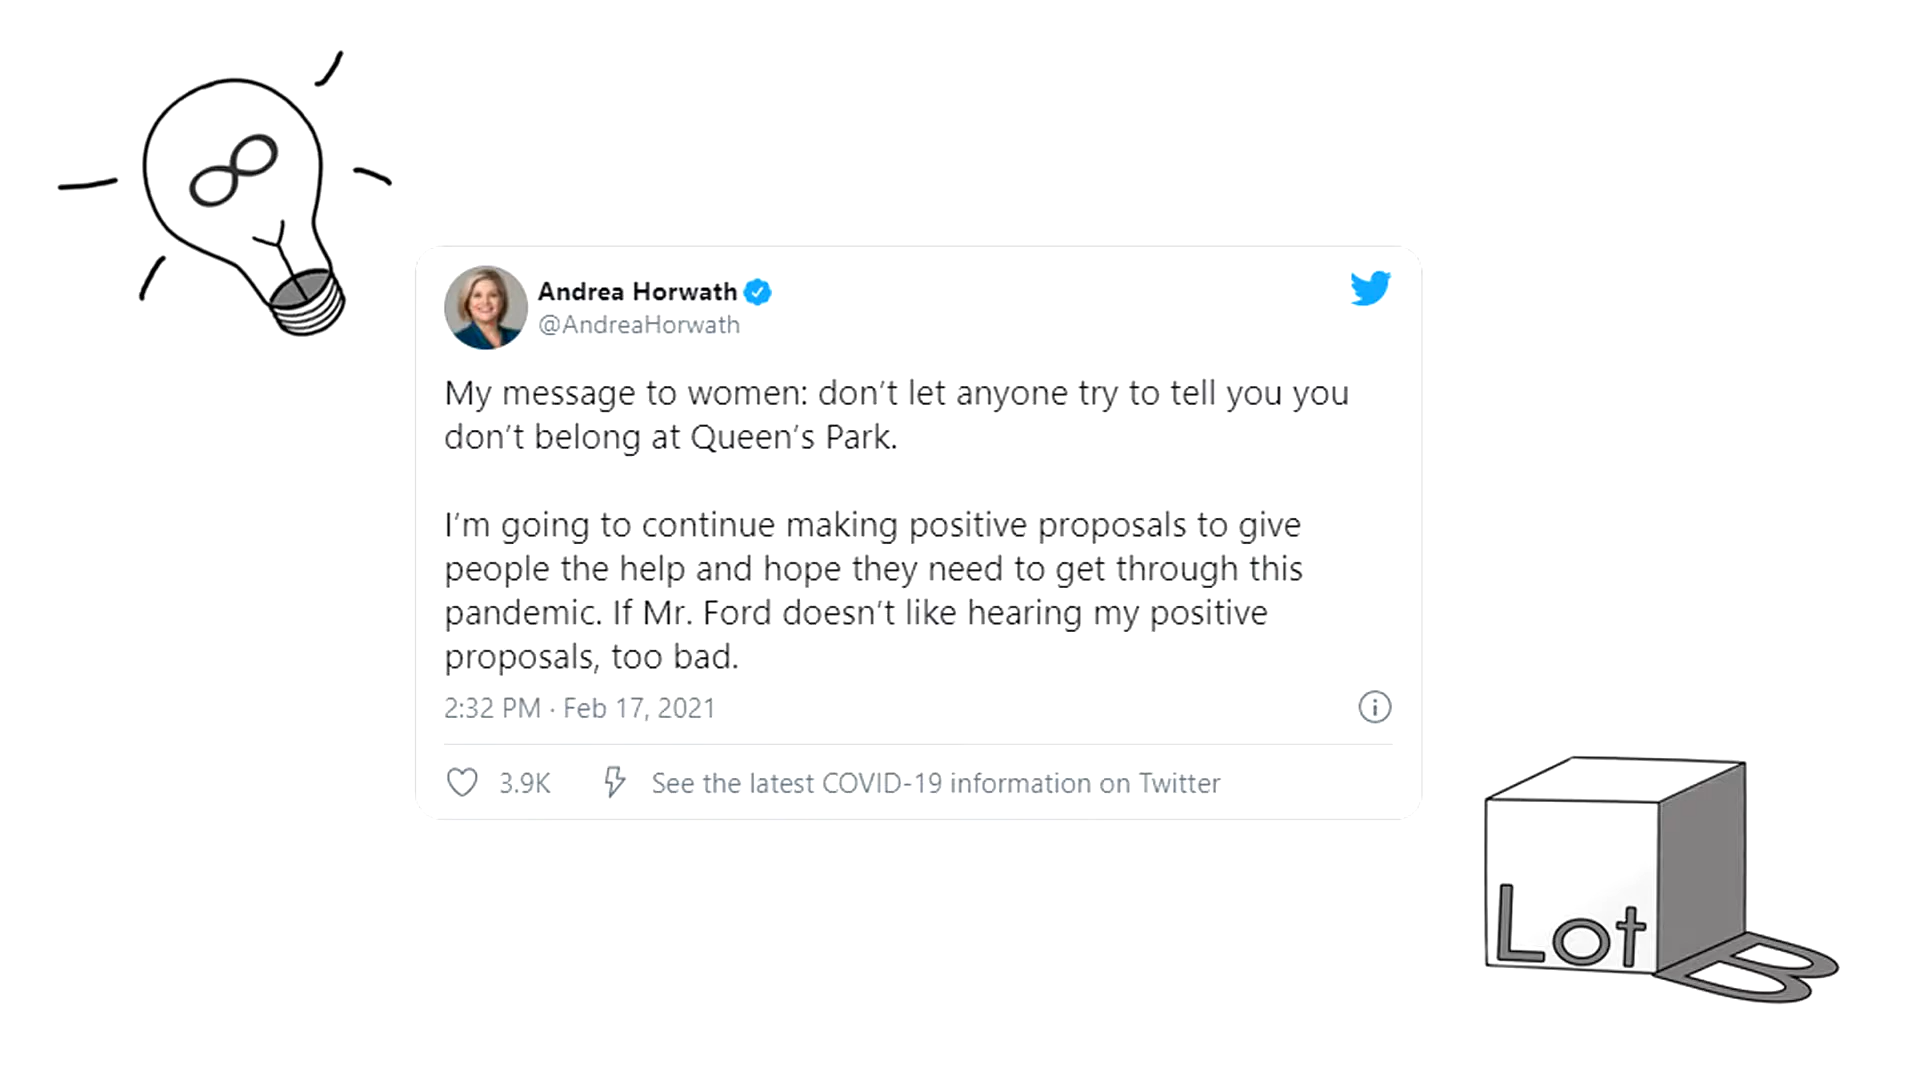 ∞
Andrea Horwath
@AndreaHorwath
My message to women: don’t let anyone try to tell you you
don’t belong at Queen’s Park.
I’m going to continue making positive proposals to give
people the help and hope they need to get through this
pandemic. If Mr. Ford doesn’t like hearing my positive
proposals, too bad.
2:32 PM · Feb 17, 2021
3.9K See the latest COVID-19 information on Twitter
Lot B